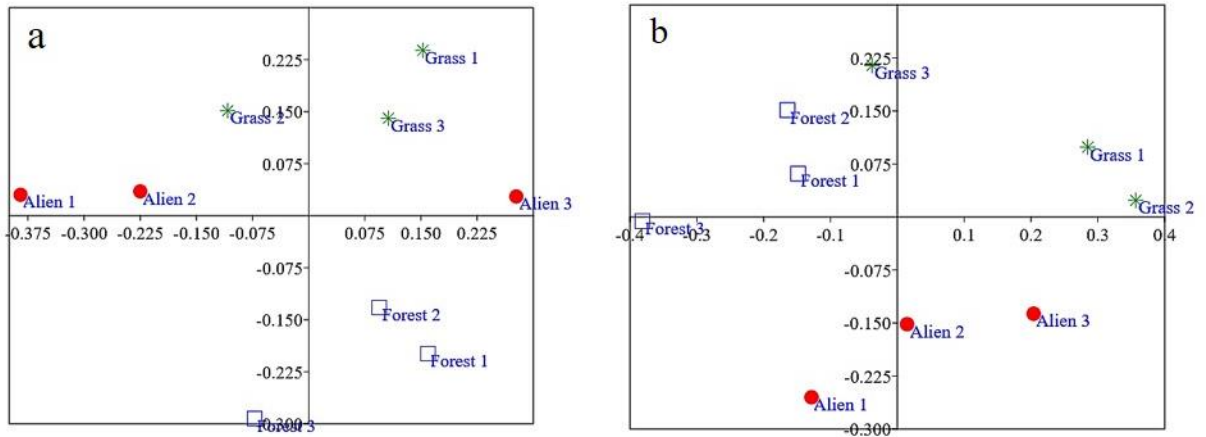 a
0.225
Grass 1
0.150
Grass 2
Grass 3
0.075
Alien 1
Alien 2
Alien 3
-0.375 -0.300 -0.225 -0.150 -0.075 0.075 0.150 0.225
-0.075
-0.150
Forest 2
-0.225
Forest 1
-0.300
Forest 3
b
0.225
Grass 3
0.150
Forest 2
Grass 1
0.075
Forest 1
Grass 2
Forest 3
-0.4 -0.3 -0.2 -0.1 0.1 0.2 0.3 0.4
-0.075
-0.150
Alien 2
Alien 3
-0.225
Alien 1
-0.300